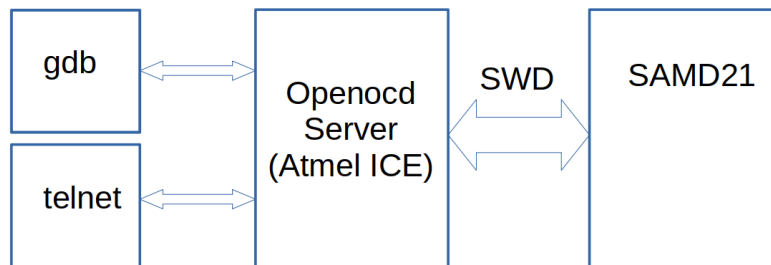 gdb
telnet
Openocd
Server
(Atmel ICE)
SWD
SAMD21